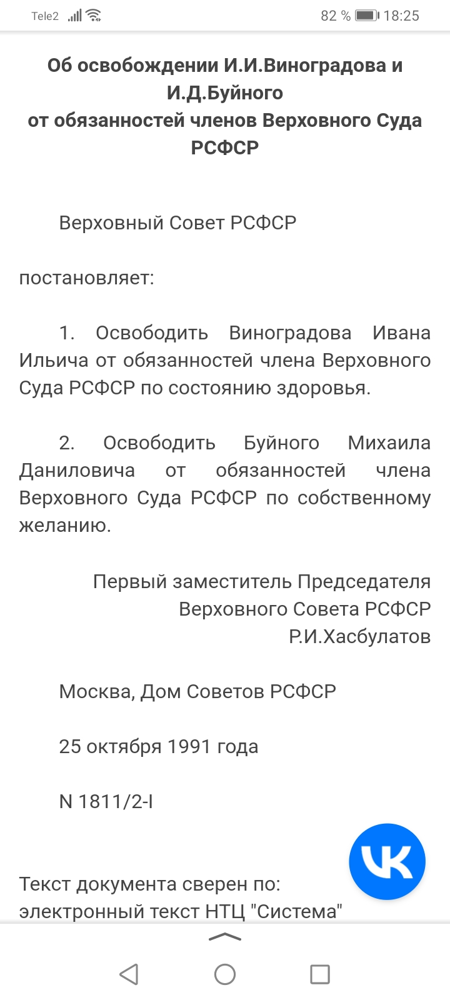 Tele2 82 % 18:25
Об освобождении И.И.Виноградова и
И.Д.Буйного
от обязанностей членов Верховного Суда
РСФСР
Верховный Совет РСФСР
постановляет:
1. Освободить Виноградова Ивана
Ильича от обязанностей члена Верховного
Суда РСФСР по состоянию здоровья.
2. Освободить Буйного Михаила
Даниловича от обязанностей члена
Верховного Суда РСФСР по собственному
желанию.
Первый заместитель Председателя
Верховного Совета РСФСР
Р.И.Хасбулатов
Москва, Дом Советов РСФСР
25 октября 1991 года
N 1811/2-I
Текст документа сверен по:
электронный текст НТЦ "Система"